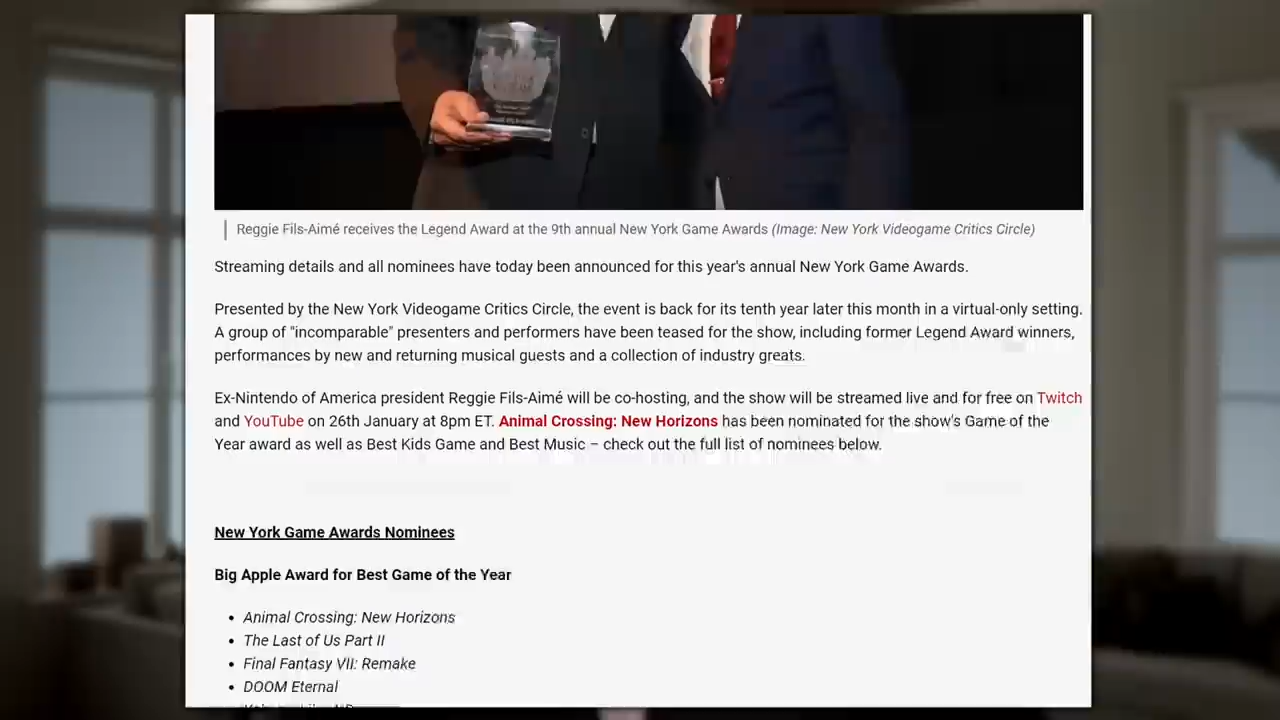 Reggie Fils-Aimé receives the Legend Award at the 9th annual New York Game Awards (Image: New York Videogame Critics Circle)
Streaming details and all nominees have today been announced for this year's annual New York Game Awards.
Presented by the New York Videogame Critics Circle, the event is back for its tenth year later this month in a virtual-only setting.
A group of "incomparable" presenters and performers have been teased for the show, including former Legend Award winners,
performances by new and returning musical guests and a collection of industry greats.
Ex-Nintendo of America president Reggie Fils-Aimé will be co-hosting, and the show will be streamed live and for free on Twitch
and YouTube on 26th January at 8pm ET. Animal Crossing: New Horizons has been nominated for the show's Game of the
Year award as well as Best Kids Game and Best Music – check out the full list of nominees below.
New York Game Awards Nominees
Big Apple Award for Best Game of the Year
• Animal Crossing: New Horizons
• The Last of Us Part II
• Final Fantasy VII: Remake
• DOOM Eternal